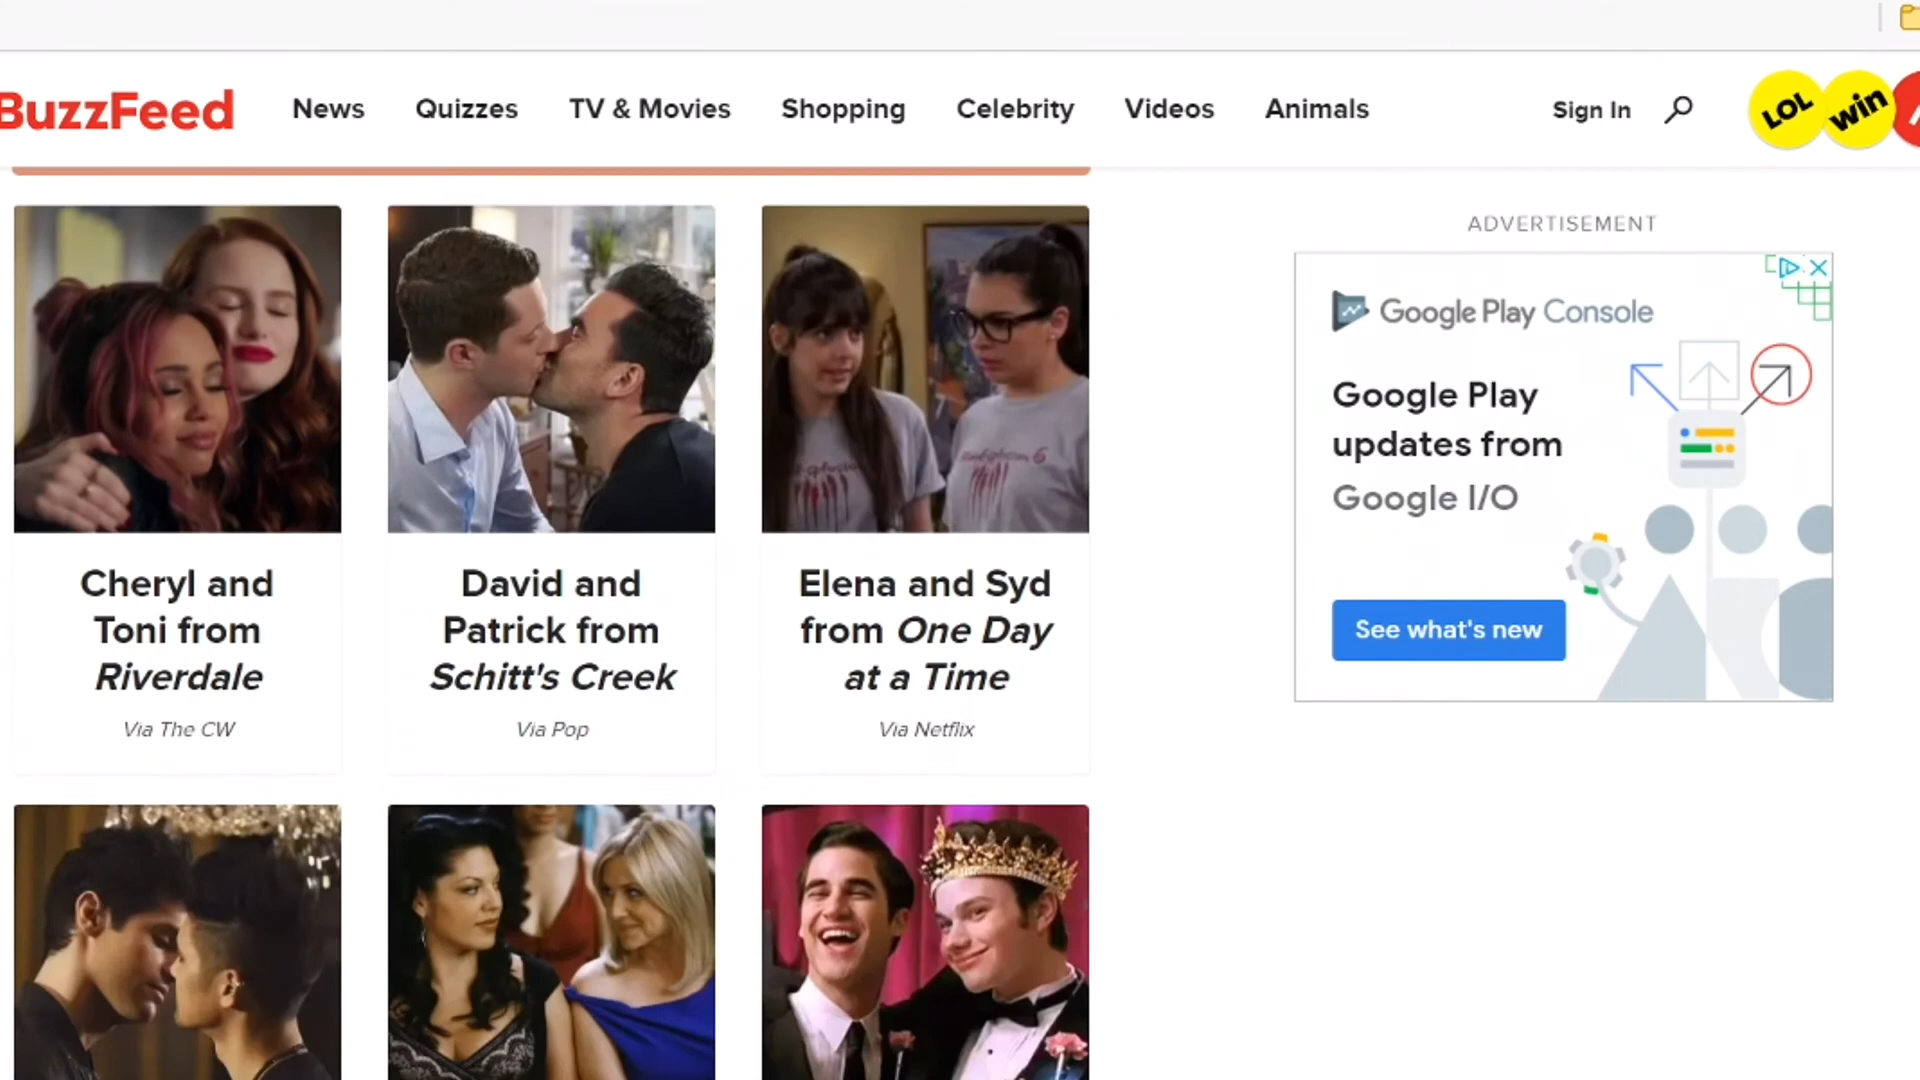 BuzzFeed
News
Quizzes
TV & Movies
Shopping
Celebrity
Videos
Animals
Sign In
LOL
win
ADVERTISEMENT
Google Play Console
Google Play
updates from
Google I/O
See what's new
Cheryl and
Toni from
Riverdale
Via The CW
David and
Patrick from
Schitt's Creek
Via Pop
Elena and Syd
from One Day
at a Time
Via Netflix